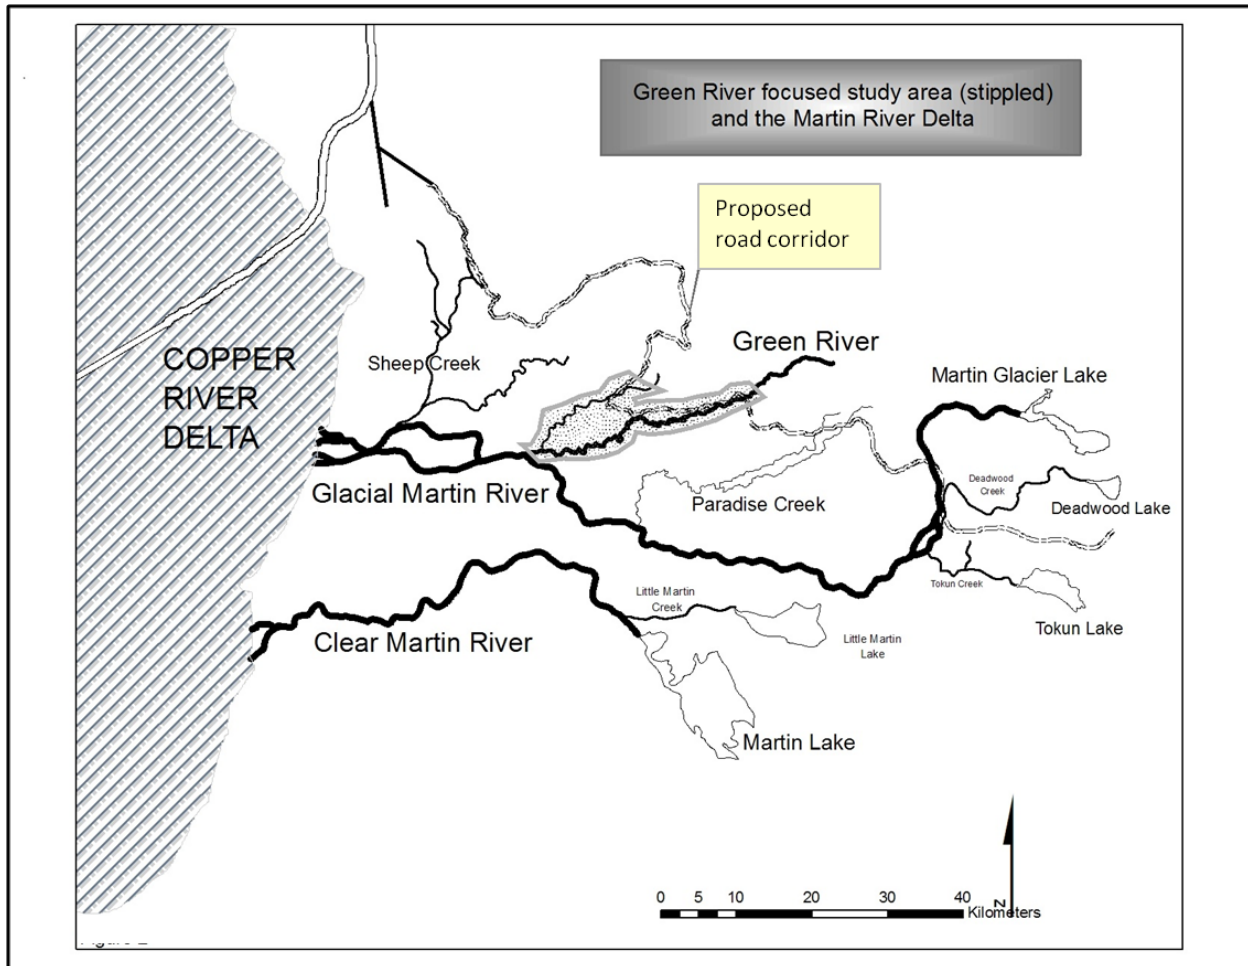 Green River focused study area (stippled)
and the Martin River Delta
Proposed
road corridor
COPPER
RIVER
DELTA
Sheep Creek
Green River
Martin Glacier Lake
Glacial Martin River
Paradise Creek
Deadwood
Creek
Deadwood Lake
Clear Martin River
Little Martin
Creek
Tokun Creek
Tokun Lake
Little Martin
Lake
Martin Lake
0 5 10 20 30 40
Kilometers
N